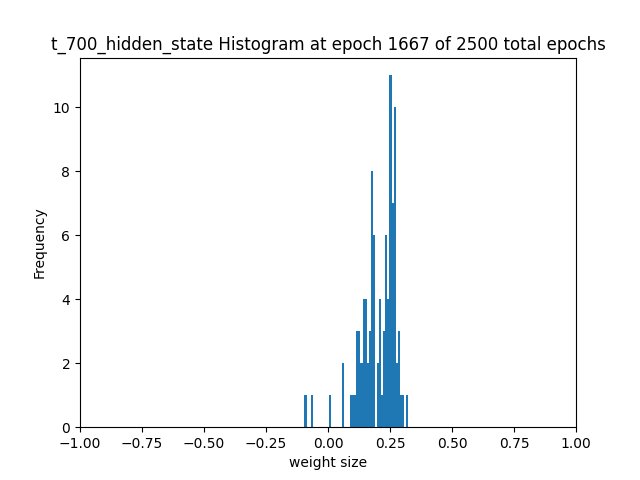 t_700_hidden_state Histogram at epoch 1667 of 2500 total epochs
10
8
6
4
2
0
Frequency
−1.00 −0.75 −0.50 −0.25 0.00 0.25 0.50 0.75 1.00
weight size